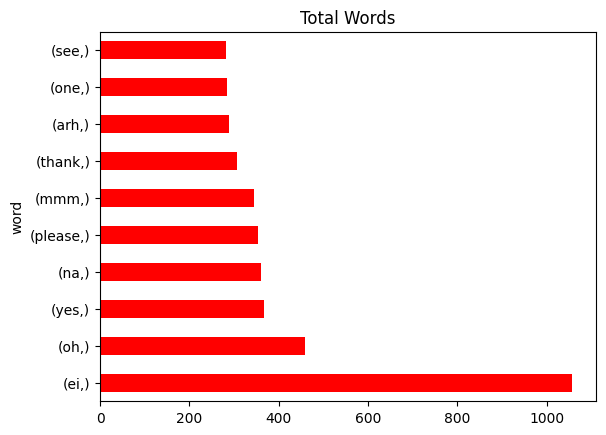 Total Words
(see,)
(one,)
(arh,)
(thank,)
(mmm,)
(please,)
(na,)
(yes,)
(oh,)
(ei,)
word
0 200 400 600 800 1000